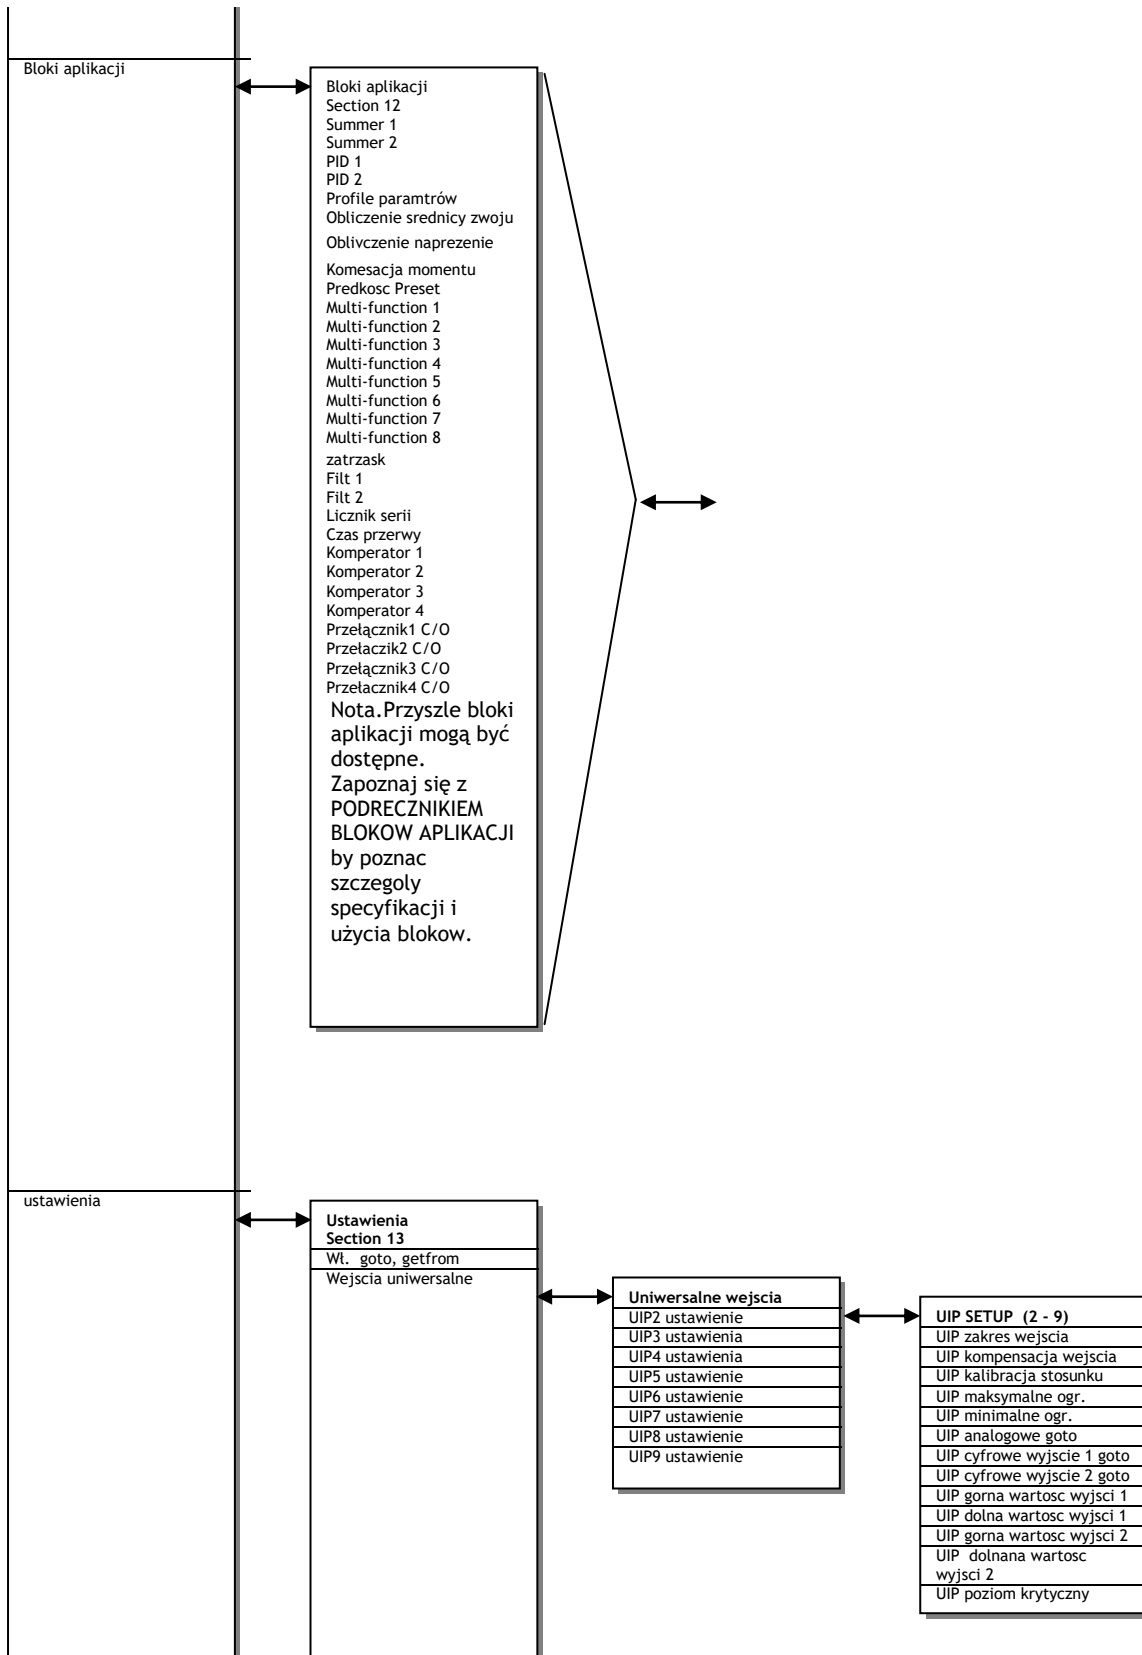 Bloki aplikacji
Bloki aplikacji
Section 12
Summer 1
Summer 2
PID 1
PID 2
Profile paramtrów
Obliczenie srednicy zwoju
Oblivczenie naprezenie
Komesacja momentu
Predkosc Preset
Multi-function 1
Multi-function 2
Multi-function 3
Multi-function 4
Multi-function 5
Multi-function 6
Multi-function 7
Multi-function 8
zatrzask
Filt 1
Filt 2
Licznik serii
Czas przerwy
Komperator 1
Komperator 2
Komperator 3
Komperator 4
Przełącznik1 C/O
Przełaczik2 C/O
Przełącznik3 C/O
Przełacznik4 C/O
Nota.Przyszle bloki
aplikacji mogą być
dostępne.
Zapoznaj się z
PODRECZNIKIEM
BLOKOW APLIKACJI
by poznac
szczegoly
specyfikacji i
użycia blokow.
ustawienia
Ustawienia
Section 13
Wł.  goto, getfrom
Wejscia uniwersalne
Uniwersalne wejscia
UIP2 ustawienie
UIP3 ustawienia
UIP4 ustawienia
UIP5 ustawienie
UIP6 ustawienie
UIP7 ustawienie
UIP8 ustawienie
UIP9 ustawienie
UIP SETUP  (2 - 9)
UIP zakres wejscia
UIP kompensacja wejscia
UIP kalibracja stosunku
UIP maksymalne ogr.
UIP minimalne ogr.
UIP analogowe goto
UIP cyfrowe wyjscie 1 goto
UIP cyfrowe wyjscie 2 goto
UIP gorna wartosc wyjsci 1
UIP dolna wartosc wyjsci 1
UIP gorna wartosc wyjsci 2
UIP  dolnana wartosc
wyjsci 2
UIP poziom krytyczny